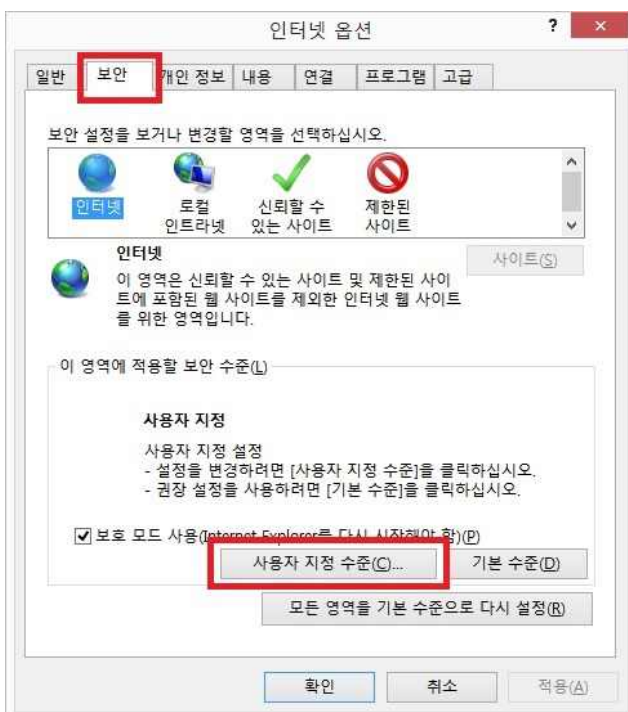 인터넷 옵션
? ×
일반 보안 개인 정보 내용 연결 프로그램 고급
보안 설정을 보거나 변경할 영역을 선택하십시오.
인터넷 로컬 인트라넷 신뢰할 수 있는 사이트 제한된 사이트
인터넷
사이트(S)
이 영역은 신뢰할 수 있는 사이트 및 제한된 사이
트에 포함된 웹 사이트를 제외한 인터넷 웹 사이트
를 위한 영역입니다.
이 영역에 적용할 보안 수준(L)
사용자 지정
사용자 지정 설정
- 설정을 변경하려면 [사용자 지정 수준]을 클릭하십시오.
- 권장 설정을 사용하려면 [기본 수준]을 클릭하십시오.
보호 모드 사용(Internet Explorer를 다시 시작해야 함)(P)
사용자 지정 수준(C)... 기본 수준(D)
모든 영역을 기본 수준으로 다시 설정(R)
확인 취소 적용(A)